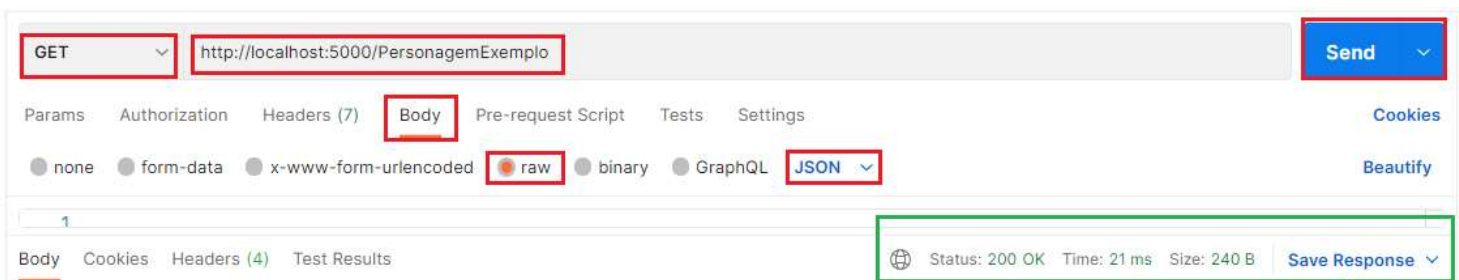 GET http://localhost:5000/PersonagemExemplo Send
Params Authorization Headers (7) Body Pre-request Script Tests Settings Cookies
none form-data x-www-form-urlencoded raw binary GraphQL JSON Beautify
1
Body Cookies Headers (4) Test Results Status: 200 OK Time: 21 ms Size: 240 B Save Response